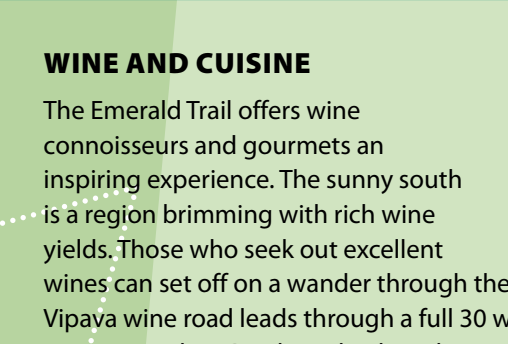 WINE AND CUISINE
The Emerald Trail offers wine
connoisseurs and gourmets an
inspiring experience. The sunny south
is a region brimming with rich wine
yields. Those who seek out excellent
wines can set off on a wander through the
Vipava wine road leads through a full 30